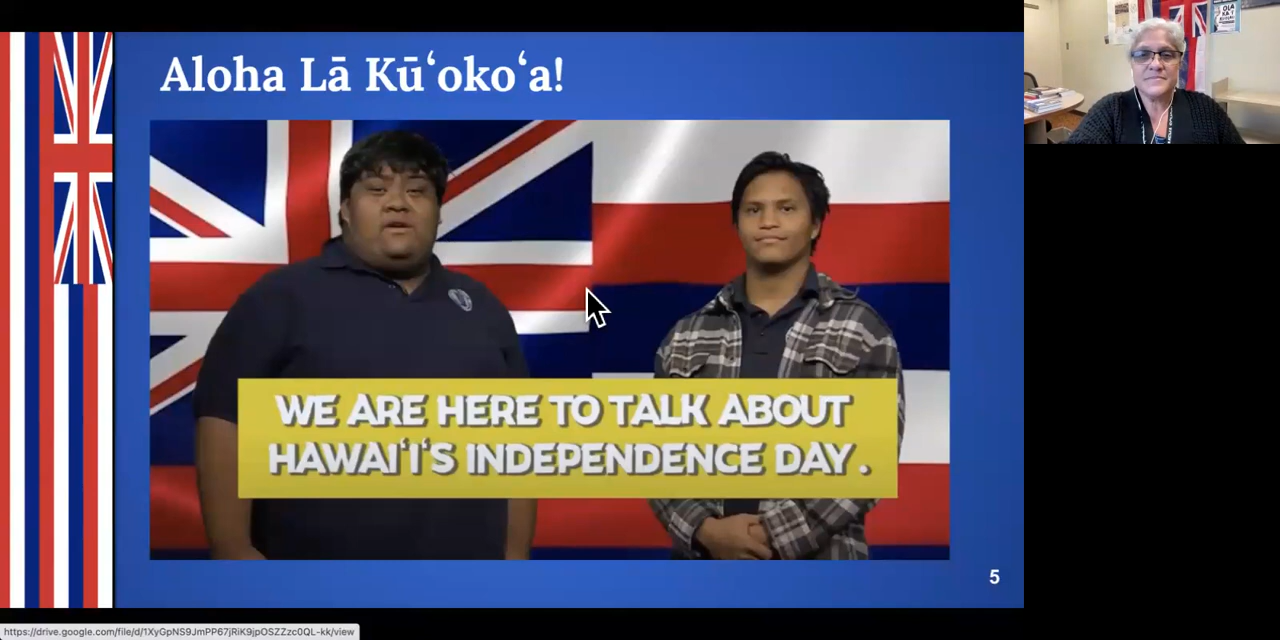 Aloha Lā Kūʻokoʻa!
WE ARE HERE TO TALK ABOUT
HAWAIʻIʻS INDEPENDENCE DAY.
5
https://drive.google.com/file/d/1XyGpNS9JmPP67jRiK9jpOSZZzc0QL-kk/view